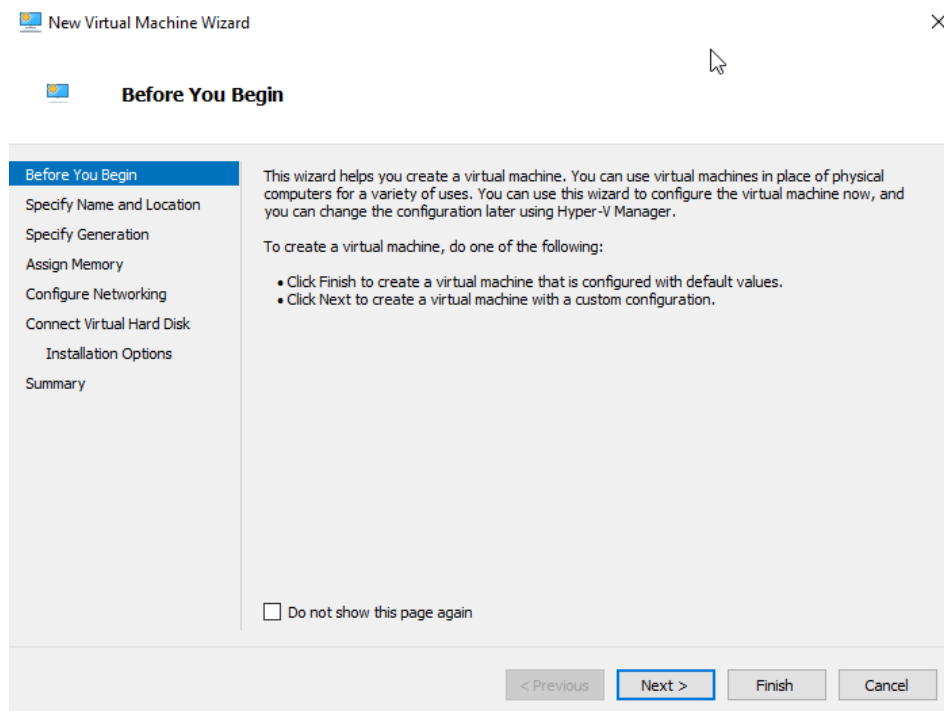 New Virtual Machine Wizard
Before You Begin
Before You Begin
Specify Name and Location
Specify Generation
Assign Memory
Configure Networking
Connect Virtual Hard Disk
Installation Options
Summary
This wizard helps you create a virtual machine. You can use virtual machines in place of physical
computers for a variety of uses. You can use this wizard to configure the virtual machine now, and
you can change the configuration later using Hyper-V Manager.
To create a virtual machine, do one of the following:
• Click Finish to create a virtual machine that is configured with default values.
• Click Next to create a virtual machine with a custom configuration.
Do not show this page again
< Previous
Next >
Finish
Cancel